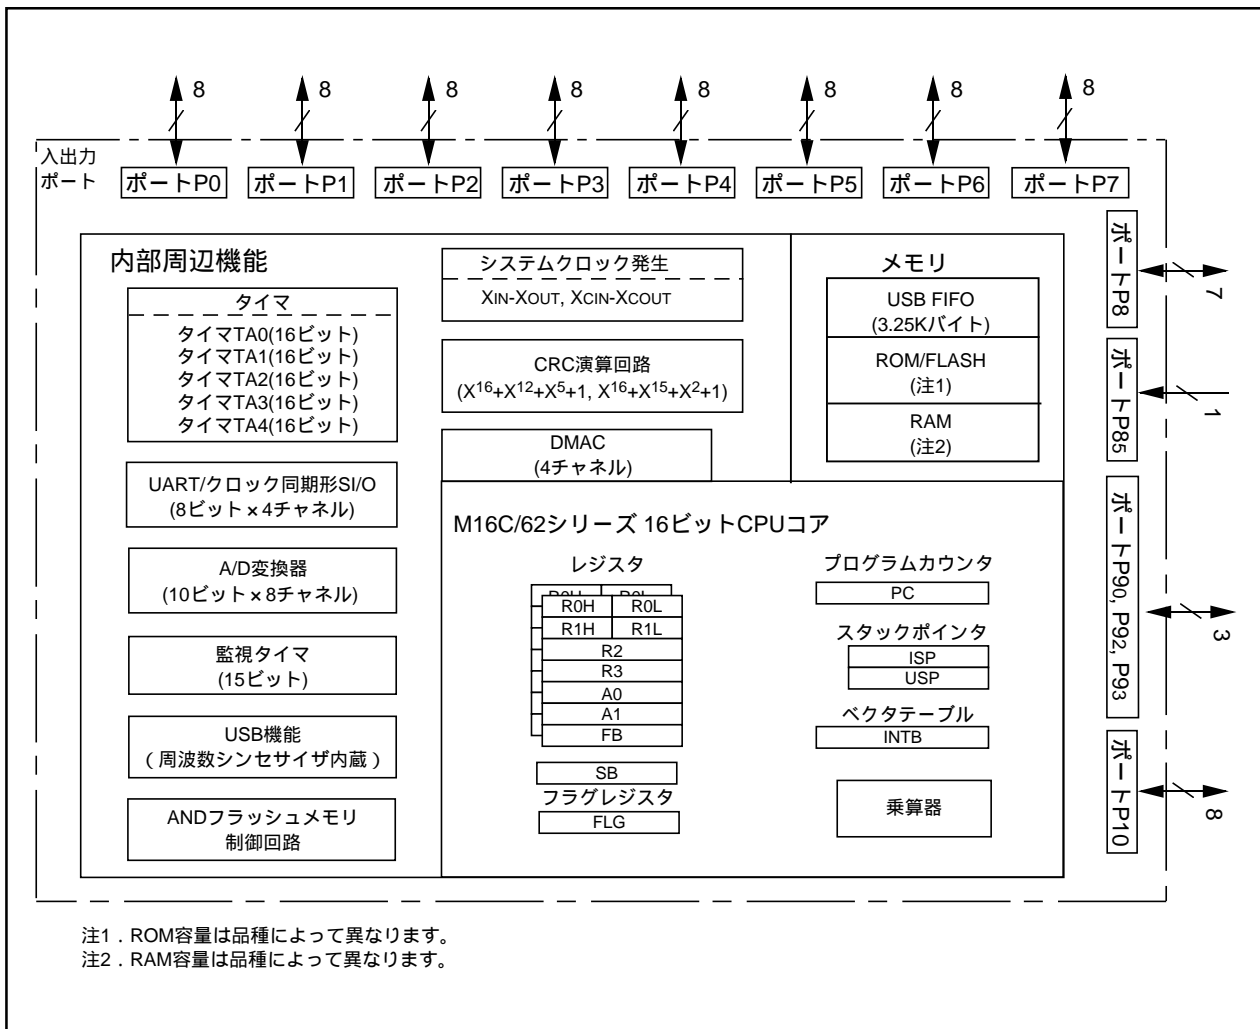 8 8 8 8 8 8 8 8
入出力
ポート
ポートP0 ポートP1 ポートP2 ポートP3 ポートP4 ポートP5 ポートP6 ポートP7
内部周辺機能
タイマ
タイマTA0(16ビット)
タイマTA1(16ビット)
タイマTA2(16ビット)
タイマTA3(16ビット)
タイマTA4(16ビット)
UART/クロック同期形SI/O
(8ビット×4チャネル)
A/D変換器
(10ビット×8チャネル)
監視タイマ
(15ビット)
USB機能
(周波数シンセサイザ内蔵)
ANDフラッシュメモリ
制御回路
システムクロック発生
XIN-XOUT, XCIN-XCOUT
CRC演算回路
(X16+X12+X5+1, X16+X15+X2+1)
DMAC
(4チャネル)
メモリ
USB FIFO
(3.25Kバイト)
ROM/FLASH
(注1)
RAM
(注2)
M16C/62シリーズ 16ビットCPUコア
レジスタ
R0H R0L
R0H R0L
R1H R1L
R2
R3
A0
A1
FB
SB
フラグレジスタ
FLG
プログラムカウンタ
PC
スタックポインタ
ISP
USP
ベクタテーブル
INTB
乗算器
ポートP8
7
ポートP85
1
ポートP90, P92, P93
3
ポートP10
8
注1．ROM容量は品種によって異なります。
注2．RAM容量は品種によって異なります。